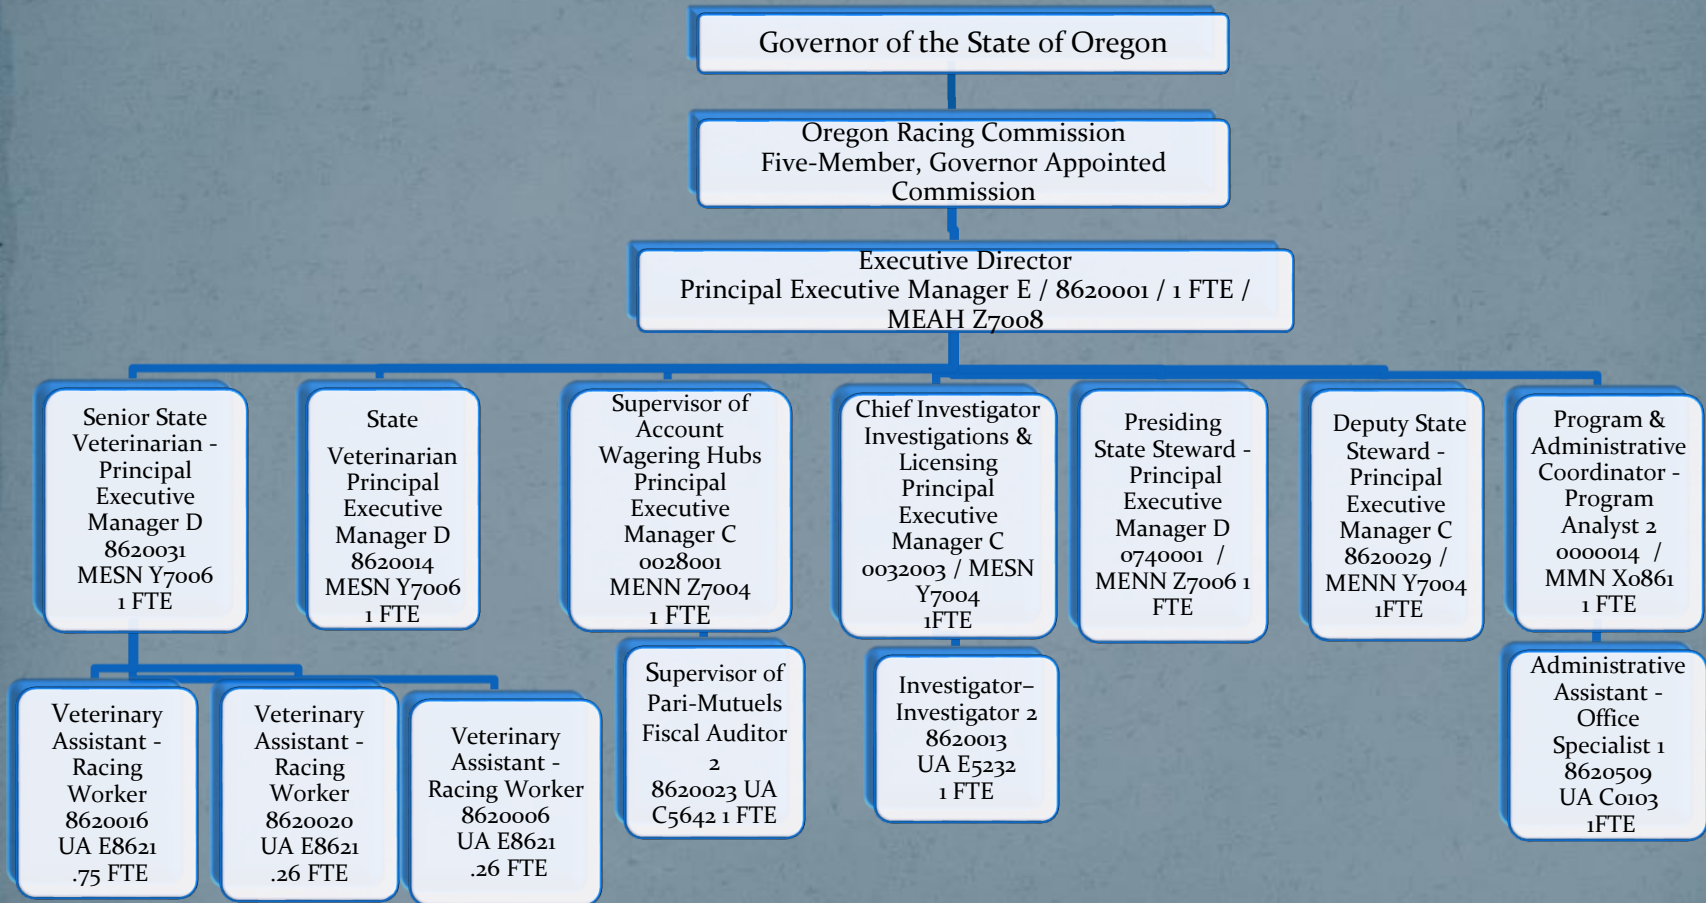 Governor of the State of Oregon
Oregon Racing Commission
Five-Member, Governor Appointed
Commission
Executive Director
Principal Executive Manager E / 8620001 / 1 FTE /
MEAH Z7008
Senior State
Veterinarian -
Principal
Executive
Manager D
8620031
MESN Y7006
1 FTE
State
Veterinarian
Principal
Executive
Manager D
8620014
MESN Y7006
1 FTE
Supervisor of
Account
Wagering Hubs
Principal
Executive
Manager C
0028001
MENN Z7004
1 FTE
Chief Investigator
Investigations &
Licensing
Principal
Executive
Manager C
0032003 / MESN
Y7004
1FTE
Presiding
State Steward -
Principal
Executive
Manager D
0740001 /
MENN Z7006 1
FTE
Deputy State
Steward -
Principal
Executive
Manager C
8620029 /
MENN Y7004
1FTE
Program &
Administrative
Coordinator -
Program
Analyst 2
0000014 /
MMN X0861
1 FTE
Veterinary
Assistant -
Racing
Worker
8620016
UA E8621
.75 FTE
Veterinary
Assistant -
Racing
Worker
8620020
UA E8621
.26 FTE
Veterinary
Assistant -
Racing Worker
8620006
UA E8621
.26 FTE
Supervisor of
Pari-Mutuels
Fiscal Auditor
2
8620023 UA
C5642 1 FTE
Investigator–
Investigator 2
8620013
UA E5232
1 FTE
Administrative
Assistant -
Office
Specialist 1
8620509
UA C0103
1FTE